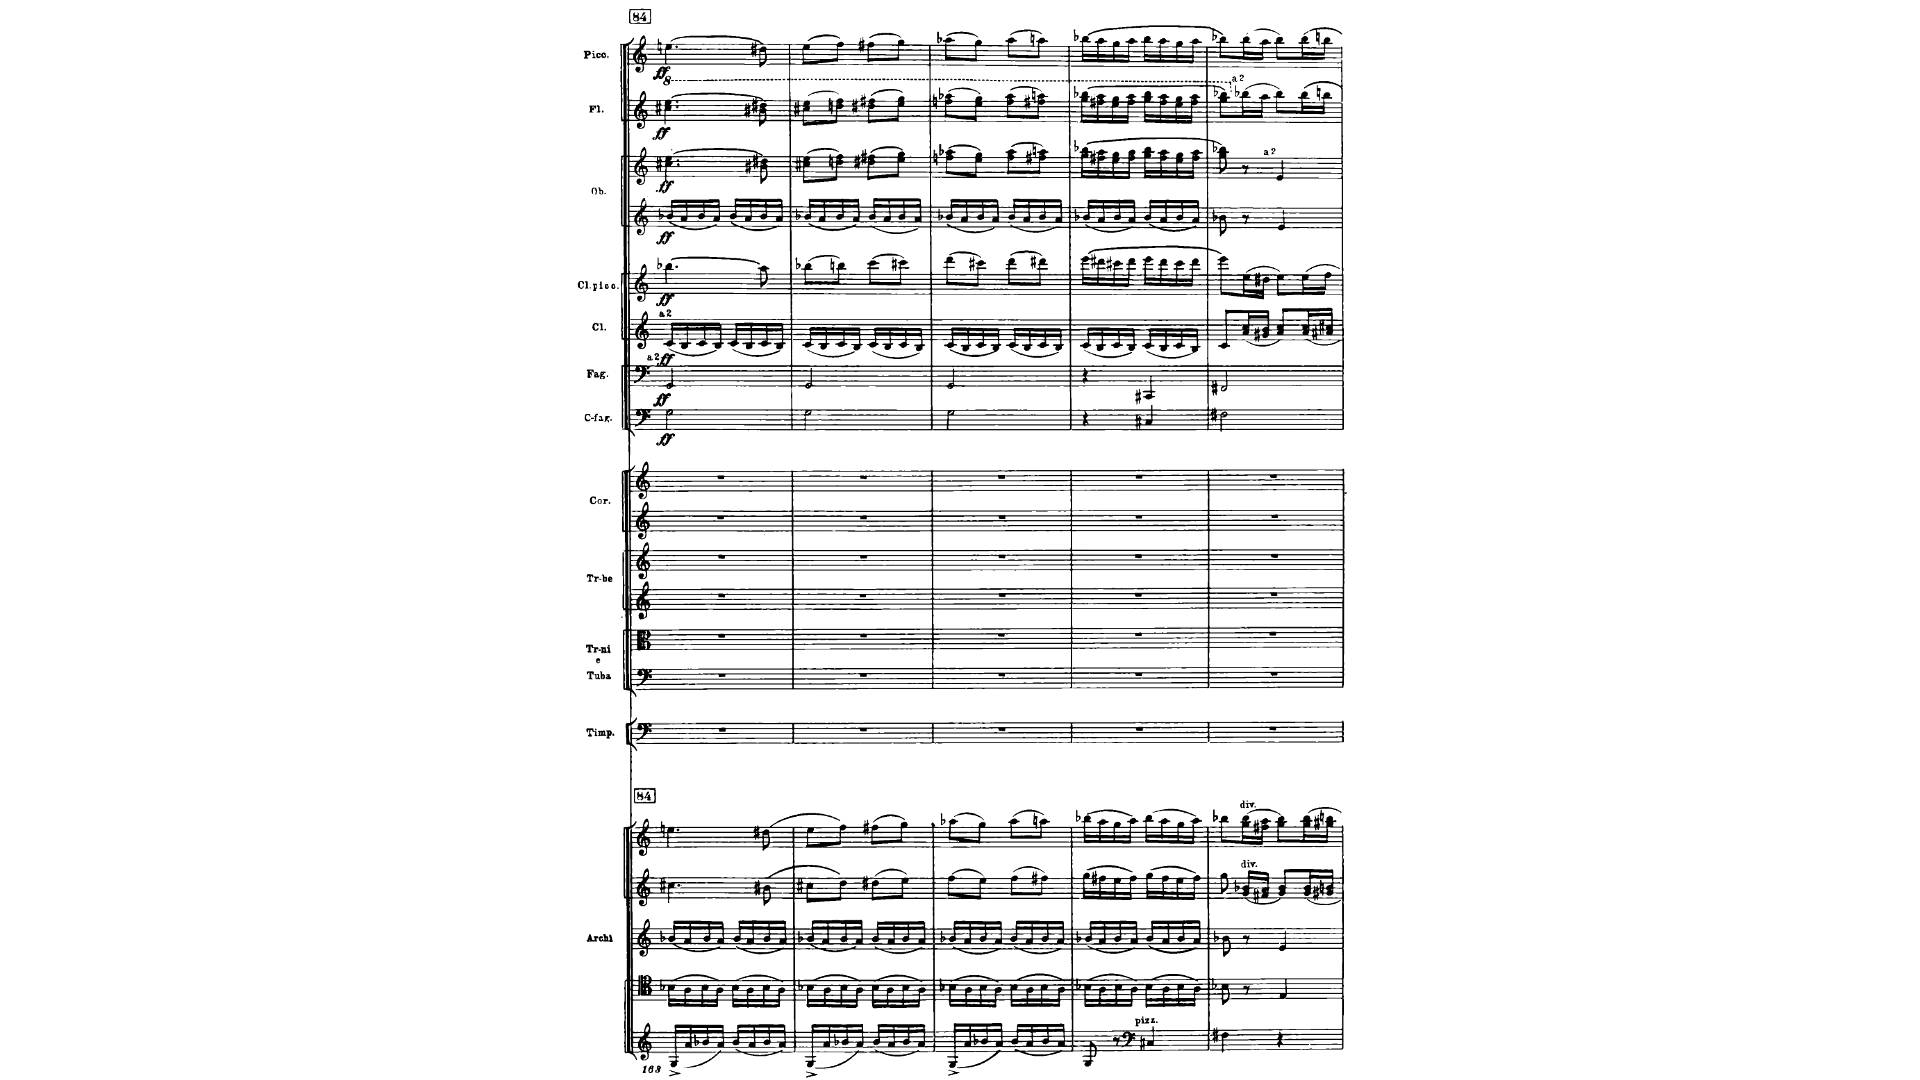 84
Picc.
ff
8
a 2
Fl.
ff
a 2
ff
Ob.
ff
Cl. picc.
ff
a 2
Cl.
ff
a 2
Fag.
ff
C-fag.
ff
Cor.
Tr-be
Tr-ni
e
Tuba
Timp.
84
div.
div.
Archi
pizz.
163